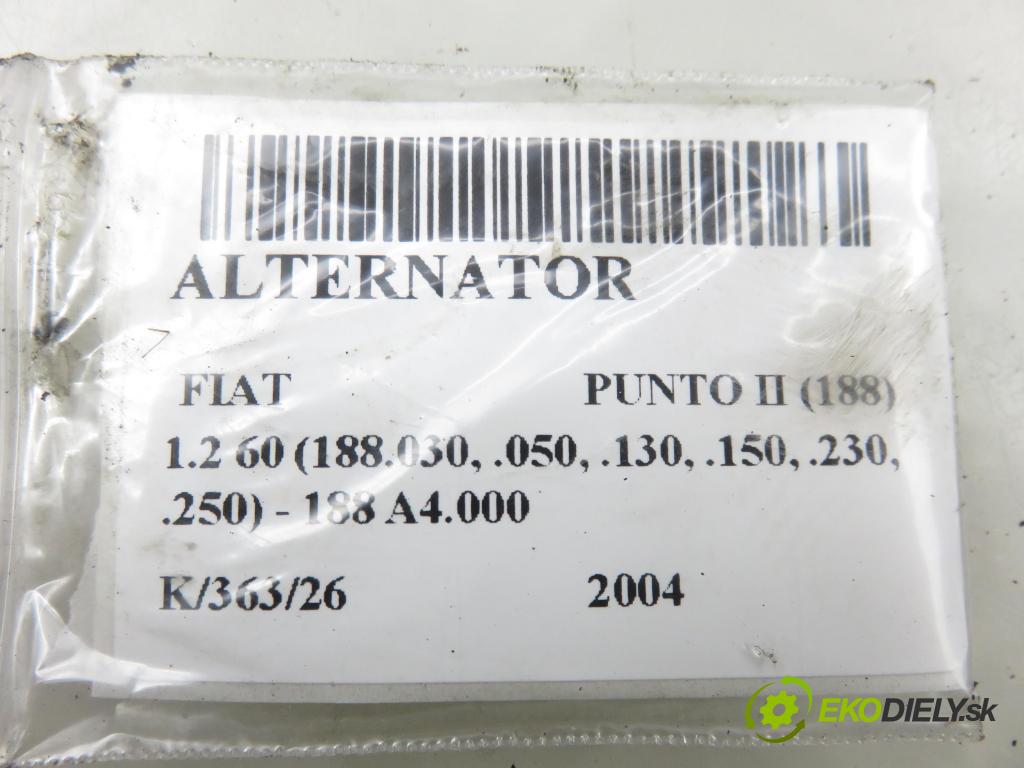 ALTERNATOR
FIAT PUNTO II (188)
1.2 60 (188.030, .050, .130, .150, .230,
.250) - 188 A4.000
K/363/26 2004
EKODIELY.sk